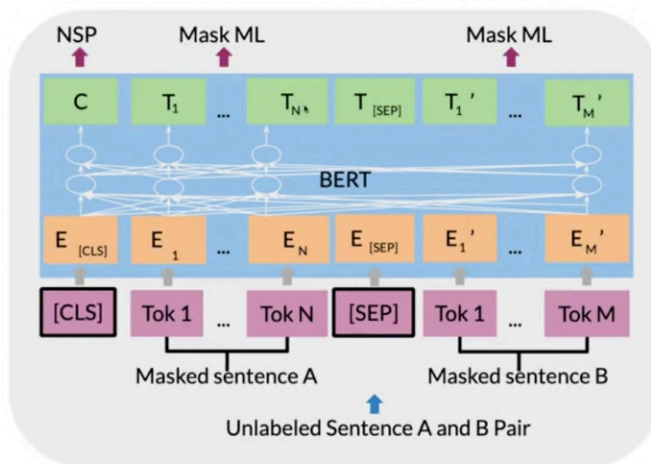 NSP Mask ML Mask ML
C T1 ... TN T[SEP] T1’ ... TM’
BERT
E[CLS] E1 ... EN E[SEP] E1’ ... EM’
[CLS] Tok 1 ... Tok N [SEP] Tok 1 ... Tok M
Masked sentence A Masked sentence B
Unlabeled Sentence A and B Pair